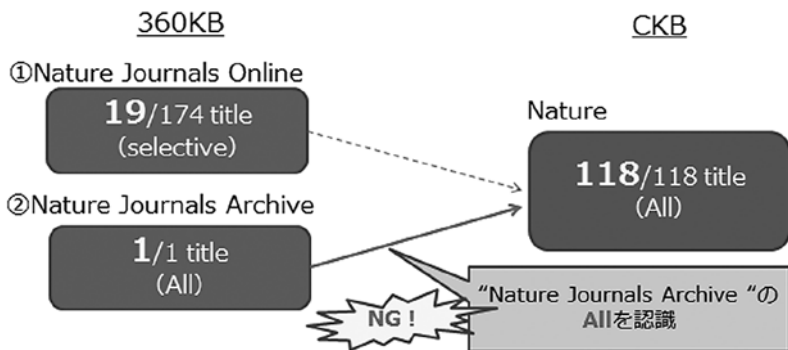 360KB
CKB
①Nature Journals Online
19/174 title
(selective)
Nature
118/118 title
(All)
②Nature Journals Archive
1/1 title
(All)
NG！
“Nature Journals Archive “の
Allを認識